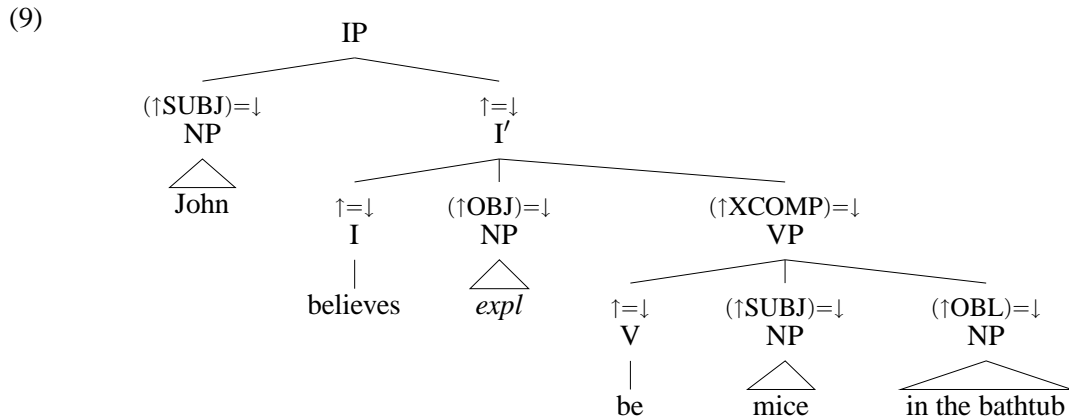 (9)
IP
(↑SUBJ)=↓ ↑=↓
NP I′
John
↑=↓ (↑OBJ)=↓ (↑XCOMP)=↓
I NP VP
believes expl
↑=↓ (↑SUBJ)=↓ (↑OBL)=↓
V NP NP
be mice in the bathtub